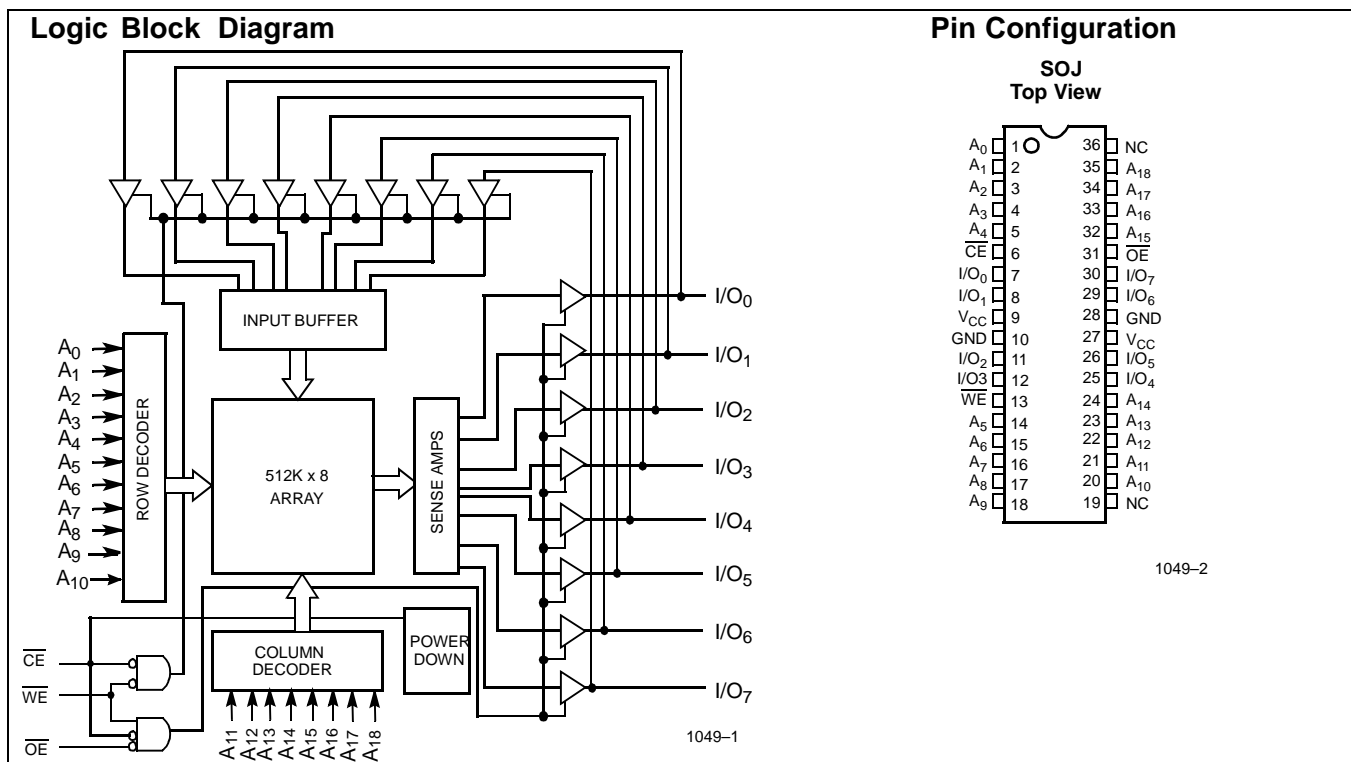 Logic Block Diagram
INPUT BUFFER
A0
A1
A2
A3
A4
A5
A6
A7
A8
A9
A10
ROW DECODER
512K x 8
ARRAY
SENSE AMPS
I/O0
I/O1
I/O2
I/O3
I/O4
I/O5
I/O6
I/O7
COLUMN
DECODER
POWER
DOWN
CE
WE
OE
A11
A12
A13
A14
A15
A16
A17
A18
1049–1
Pin Configuration
SOJ
Top View
A0 1 36 NC
A1 2 35 A18
A2 3 34 A17
A3 4 33 A16
A4 5 32 A15
CE 6 31 OE
I/O0 7 30 I/O7
I/O1 8 29 I/O6
VCC 9 28 GND
GND 10 27 VCC
I/O2 11 26 I/O5
I/O3 12 25 I/O4
WE 13 24 A14
A5 14 23 A13
A6 15 22 A12
A7 16 21 A11
A8 17 20 A10
A9 18 19 NC
1049–2